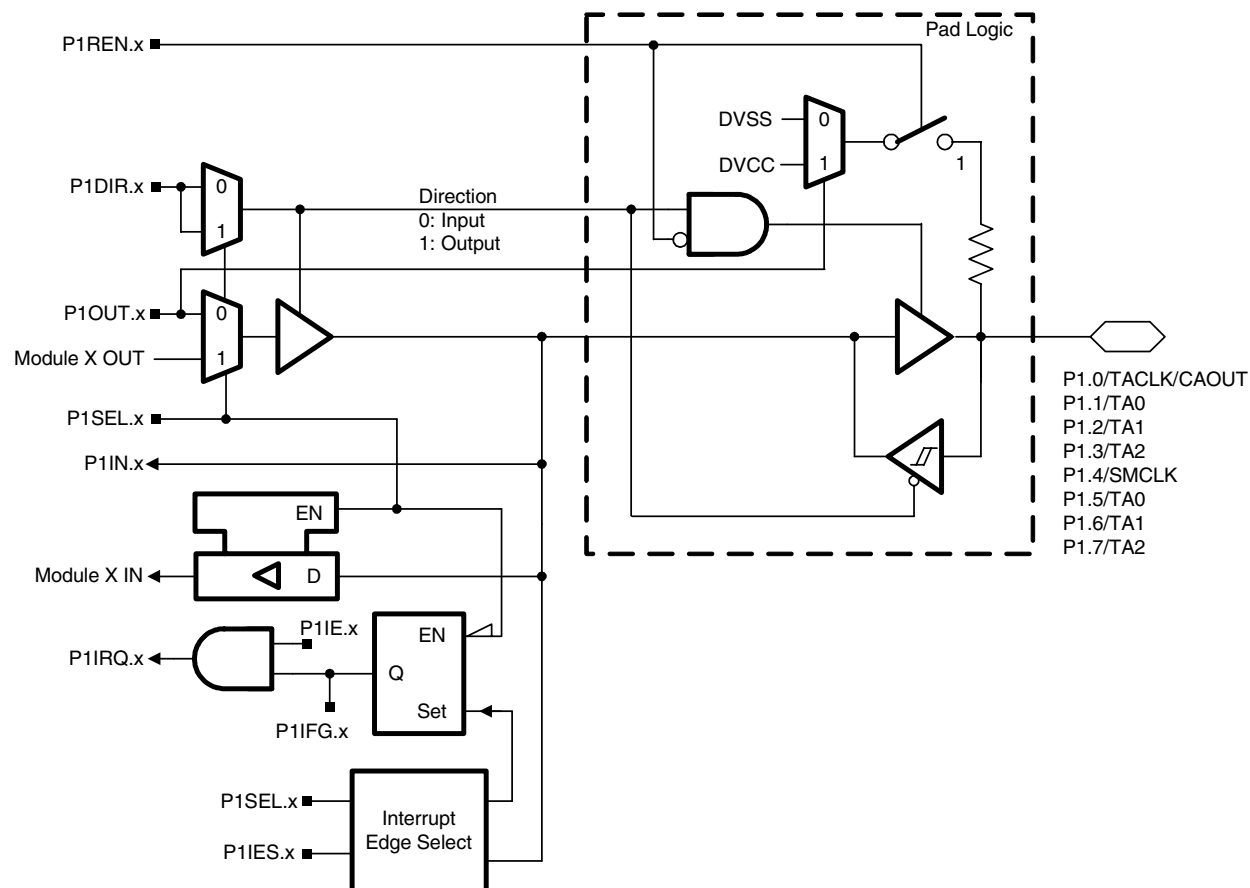 Pad Logic
P1REN.x
DVSS
0
DVCC
1
1
P1DIR.x
0
1
Direction
0: Input
1: Output
P1OUT.x
0
Module X OUT
1
P1SEL.x
P1IN.x
P1.0/TACLK/CAOUT
P1.1/TA0
P1.2/TA1
P1.3/TA2
P1.4/SMCLK
P1.5/TA0
P1.6/TA1
P1.7/TA2
EN
Module X IN
D
P1IE.x
P1IRQ.x
EN
Q
Set
P1IFG.x
P1SEL.x
Interrupt
Edge Select
P1IES.x